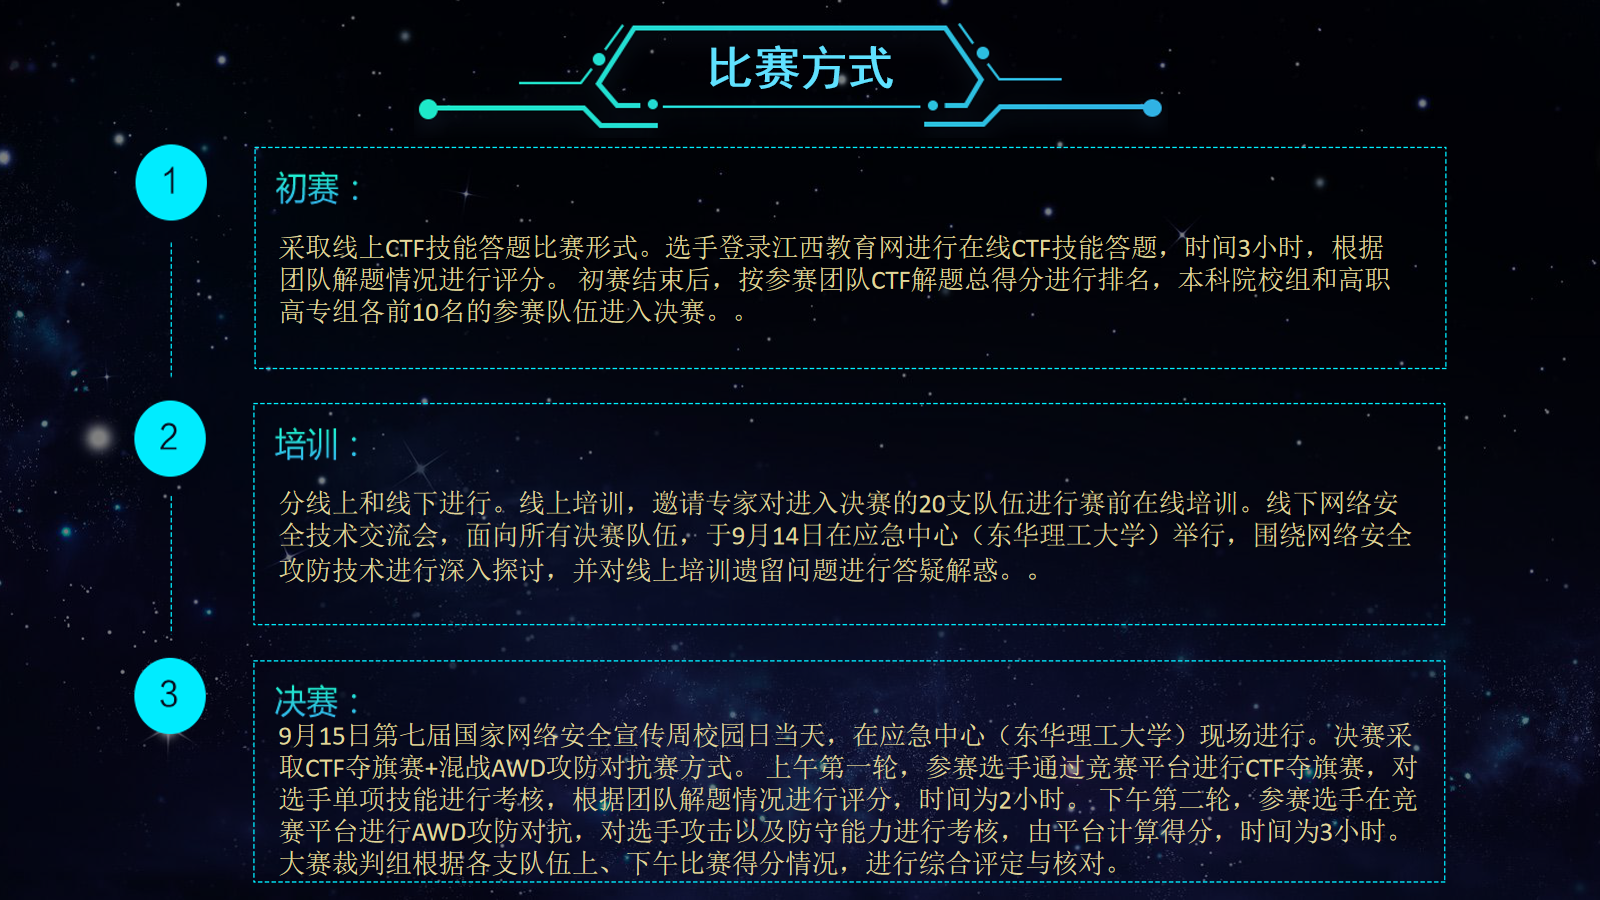 比赛方式
1
初赛：
采取线上CTF技能答题比赛形式。选手登录江西教育网进行在线CTF技能答题，时间3小时，根据
团队解题情况进行评分。 初赛结束后，按参赛团队CTF解题总得分进行排名，本科院校组和高职
高专组各前10名的参赛队伍进入决赛。。
2
培训：
分线上和线下进行。线上培训，邀请专家对进入决赛的20支队伍进行赛前在线培训。线下网络安
全技术交流会，面向所有决赛队伍，于9月14日在应急中心（东华理工大学）举行，围绕网络安全
攻防技术进行深入探讨，并对线上培训遗留问题进行答疑解惑。。
3
决赛：
9月15日第七届国家网络安全宣传周校园日当天，在应急中心（东华理工大学）现场进行。决赛采
取CTF夺旗赛+混战AWD攻防对抗赛方式。 上午第一轮，参赛选手通过竞赛平台进行CTF夺旗赛，对
选手单项技能进行考核，根据团队解题情况进行评分，时间为2小时。 下午第二轮，参赛选手在竞
赛平台进行AWD攻防对抗，对选手攻击以及防守能力进行考核，由平台计算得分，时间为3小时。
大赛裁判组根据各支队伍上、下午比赛得分情况，进行综合评定与核对。